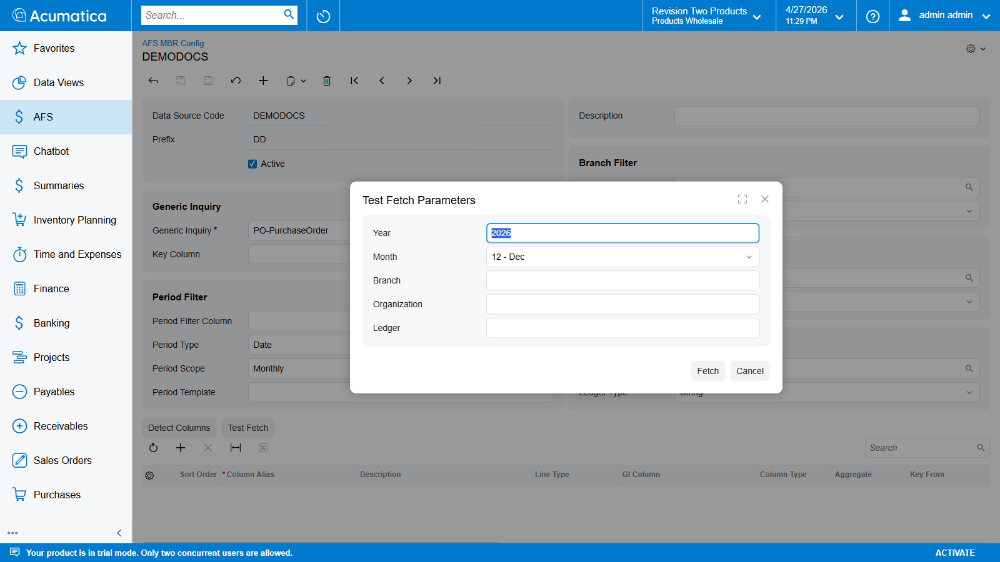 Acumatica
Search...
Revision Two Products
Products Wholesale
4/27/2026
11:29 PM
admin admin
Favorites
Data Views
AFS
Chatbot
Summaries
Inventory Planning
Time and Expenses
Finance
Banking
Projects
Payables
Receivables
Sales Orders
Purchases
AFS MBR Config
DEMODOCS
Data Source Code
DEMODOCS
Prefix
DD
Active
Description
Branch Filter
Generic Inquiry
Generic Inquiry *
PO-PurchaseOrder
Key Column
Period Filter
Period Filter Column
Period Type
Date
Period Scope
Monthly
Period Template
Ledger Type
String
Test Fetch Parameters
Year
2026
Month
12 - Dec
Branch
Organization
Ledger
Fetch
Cancel
Detect Columns
Test Fetch
Search
Sort Order
* Column Alias
Description
Line Type
GI Column
Column Type
Aggregate
Key From
Your product is in trial mode. Only two concurrent users are allowed.
ACTIVATE